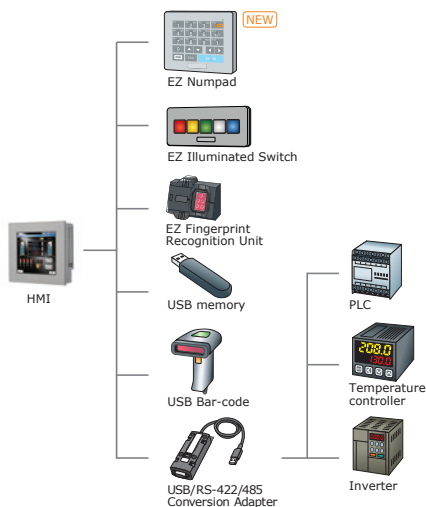 NEW
EZ Numpad
EZ Illuminated Switch
EZ Fingerprint
Recognition Unit
HMI
USB memory
PLC
208.0
130.0
USB Bar-code
Temperature
controller
USB/RS-422/485
Conversion Adapter
Inverter